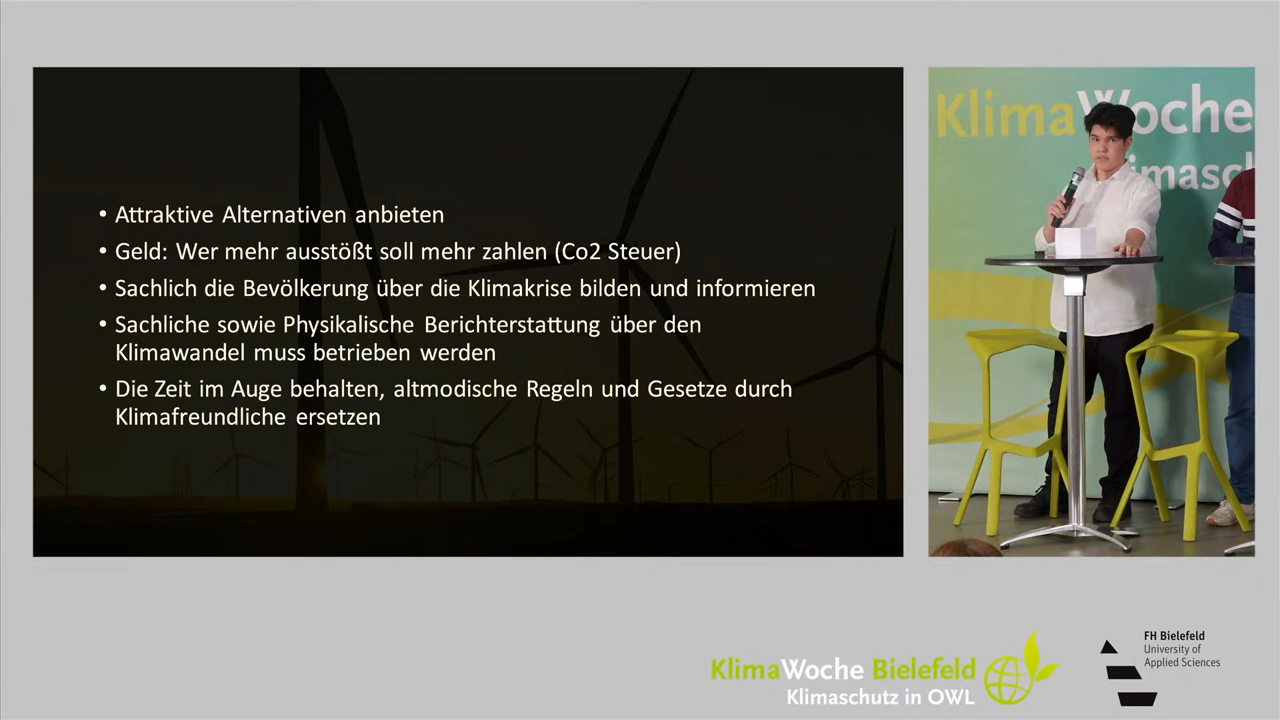 • Attraktive Alternativen anbieten
• Geld: Wer mehr ausstößt soll mehr zahlen (Co2 Steuer)
• Sachlich die Bevölkerung über die Klimakrise bilden und informieren
• Sachliche sowie Physikalische Berichterstattung über den
Klimawandel muss betrieben werden
• Die Zeit im Auge behalten, altmodische Regeln und Gesetze durch
Klimafreundliche ersetzen
KlimaWoche
KlimaWoche Bielefeld
Klimaschutz in OWL
FH Bielefeld
University of
Applied Sciences